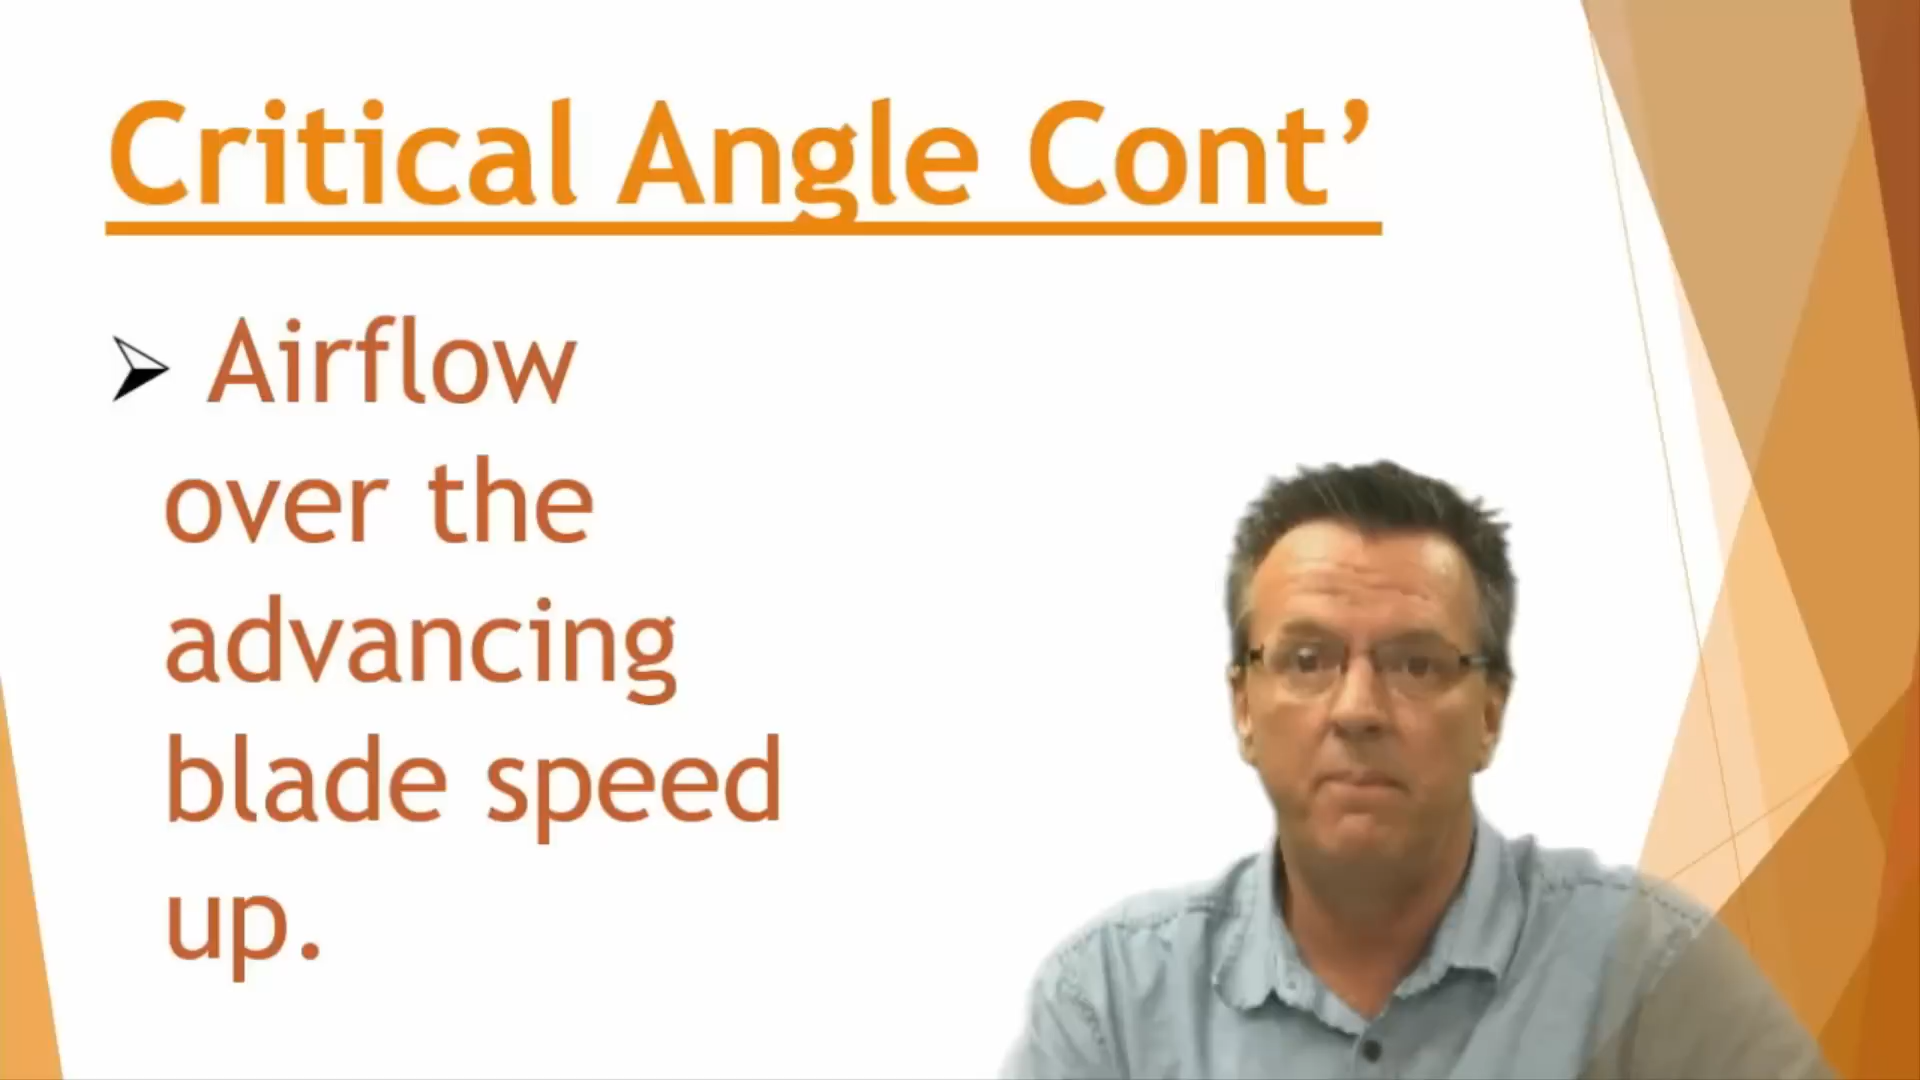 Critical Angle Cont’
Airflow
over the
advancing
blade speed
up.